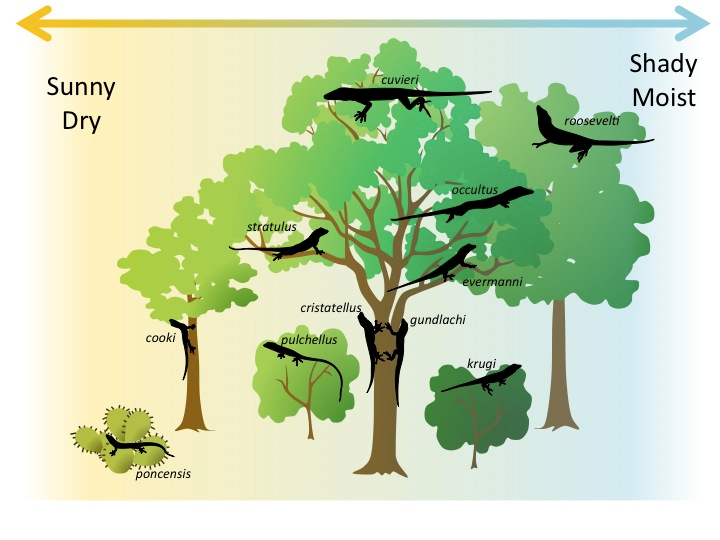 Sunny
Dry
Shady
Moist
cuvieri
roosevelti
occultus
stratulus
evermanni
cristatellus
gundlachi
cooki
pulchellus
krugi
poncensis